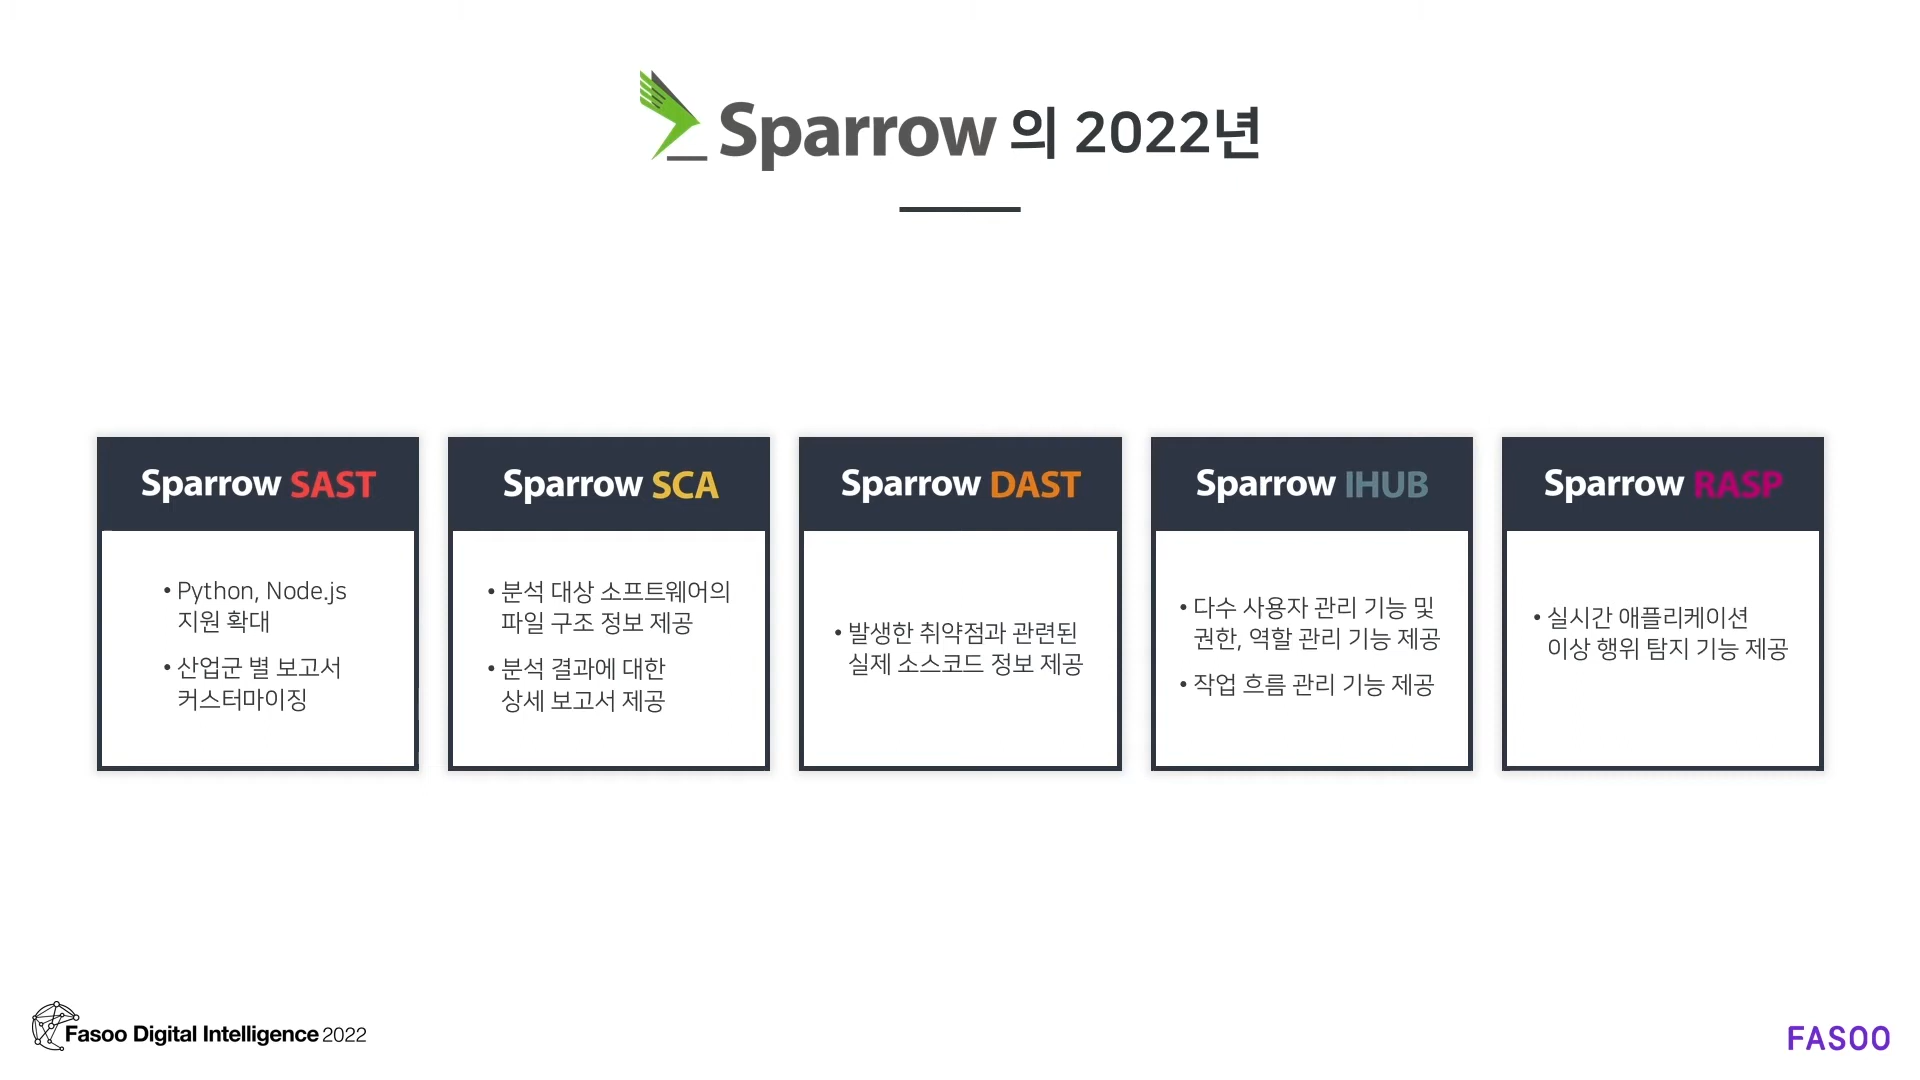 Sparrow의 2022년
Sparrow SAST
• Python, Node.js
지원 확대
• 산업군 별 보고서
커스터마이징
Sparrow SCA
• 분석 대상 소프트웨어의
파일 구조 정보 제공
• 분석 결과에 대한
상세 보고서 제공
Sparrow DAST
• 발생한 취약점과 관련된
실제 소스코드 정보 제공
Sparrow IHUB
• 다수 사용자 관리 기능 및
권한, 역할 관리 기능 제공
• 작업 흐름 관리 기능 제공
Sparrow RASP
• 실시간 애플리케이션
이상 행위 탐지 기능 제공
Fasoo Digital Intelligence 2022
FASOO